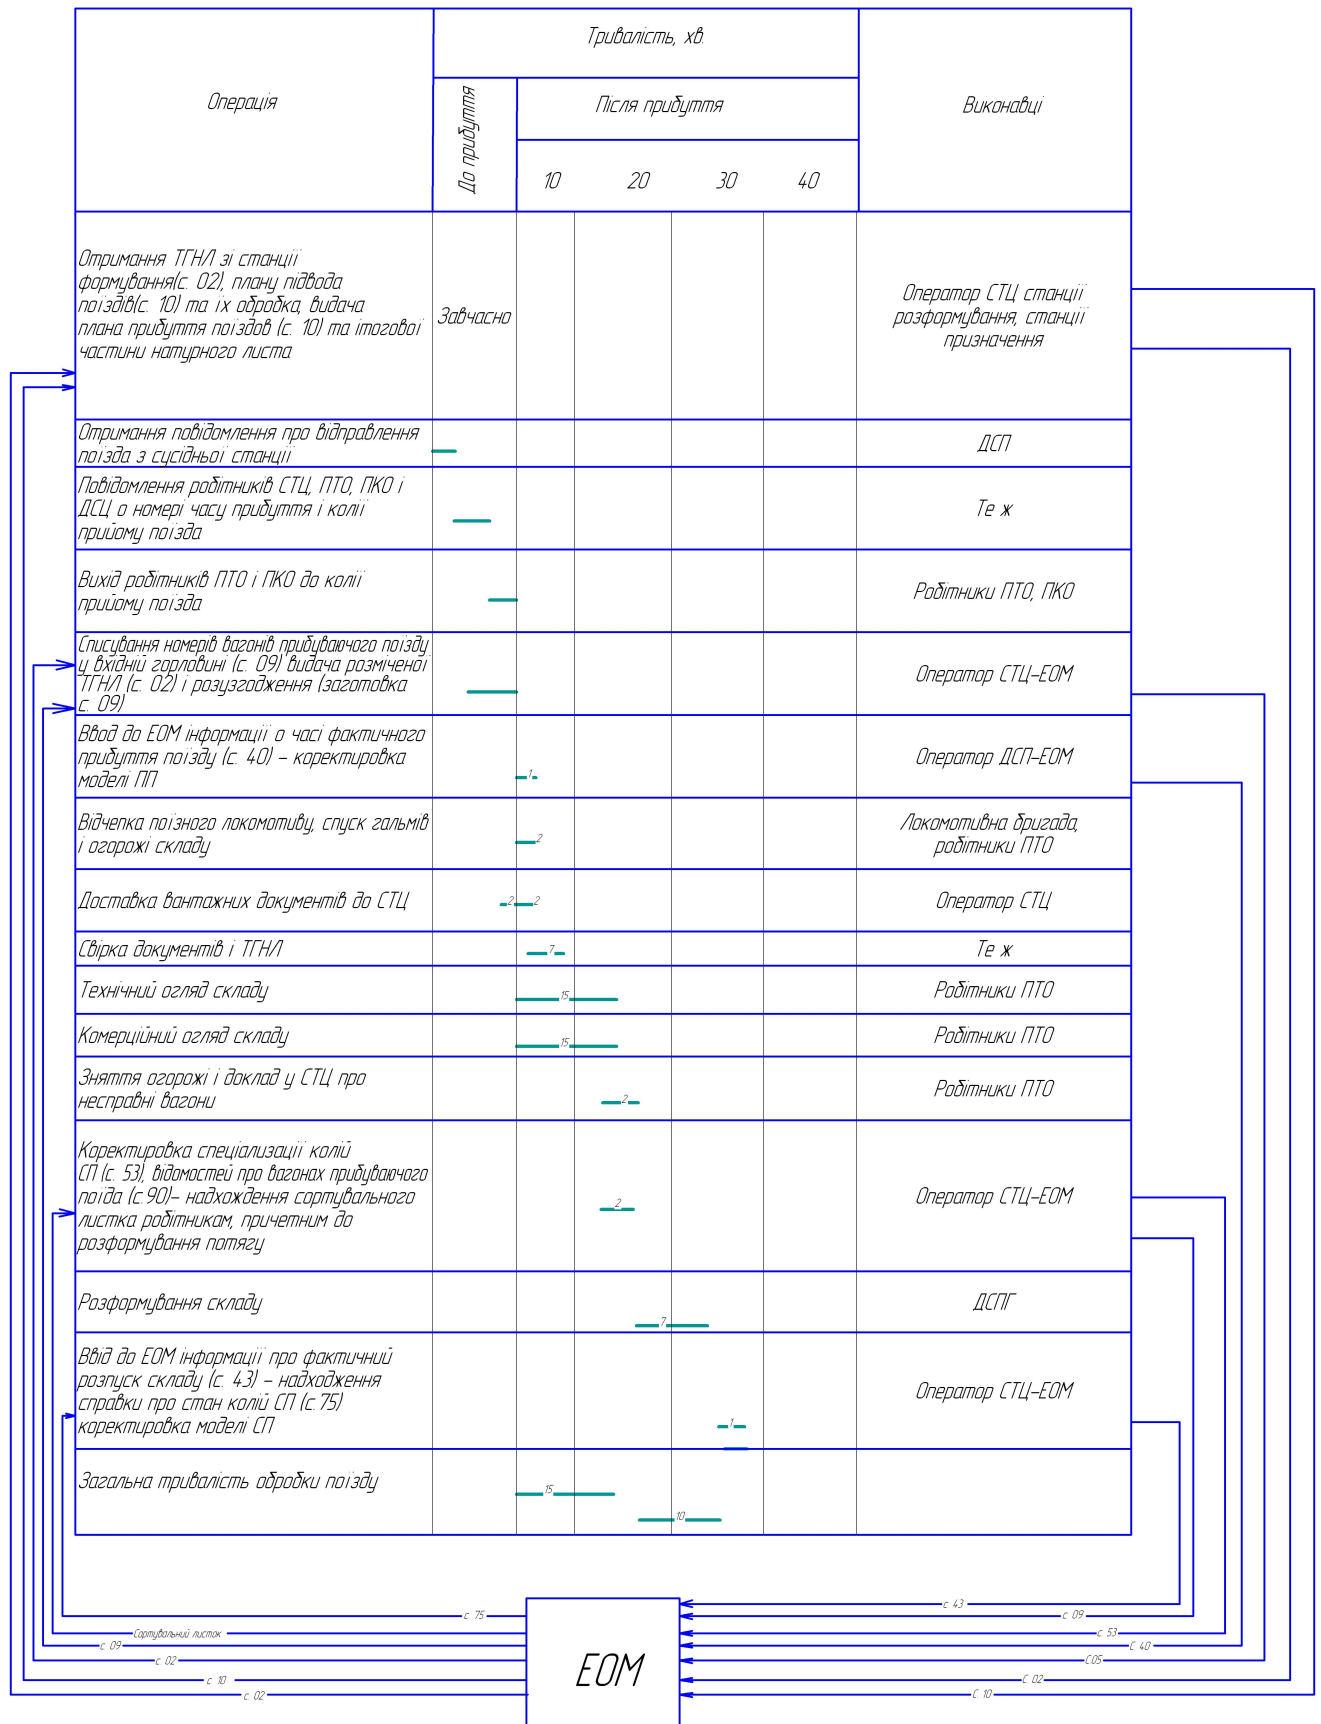 Операція
Тривалість, хв.
До прибуття
Після прибуття
10 20 30 40
Виконавці
Отримання ТГНЛ зі станції
формування(с. 02), плану підвода
поїздів(с. 10) та їх обробка, видача
плана прибуття поїздов (с. 10) та ітогової
частини натурного листа
Завчасно
Оператор СТЦ станції
розформування, станції
призначення
Отримання повідомлення про відправлення
поїзда з сусідньої станції
ДСП
Повідомлення робітників СТЦ, ПТО, ПКО і
ДСЦ о номері часу прибуття і колії
прийому поїзда
Те ж
Вихід робітників ПТО і ПКО до колії
прийому поїзда
Робітники ПТО, ПКО
Списування номерів вагонів прибуваючого поїзду
у вхідній горловині (с. 09) видача розміченої
ТГНЛ (с. 02) і розузгодження (заготовка
с. 09)
Оператор СТЦ-ЕОМ
Ввод до ЕОМ інформації о часі фактичного
прибуття поїзду (с. 40) – коректировка
моделі ПП
1
Оператор ДСП-ЕОМ
Відчепка поїзного локомотиву, спуск гальмів
і огорожі складу
2
Локомотивна бригада,
робітники ПТО
Доставка вантажних документів до СТЦ
2 2
Оператор СТЦ
Свірка документів і ТГНЛ
7
Те ж
Технічний огляд складу
15
Робітники ПТО
Комерційний огляд складу
15
Робітники ПТО
Зняття огорожі і доклад у СТЦ про
несправні вагони
2
Робітники ПТО
Коректировка спеціализації колій
СП (с. 53), відомостей про вагонах прибуваючого
поїда (с.90)– надхождення сортувального
листка робітникам, причетним до
розформування потягу
2
Оператор СТЦ-ЕОМ
Розформування складу
7
ДСПГ
Ввід до ЕОМ інформації про фактичний
розпуск складу (с. 43) – надходження
справки про стан колій СП (с.75)
коректировка моделі СП
1
Оператор СТЦ-ЕОМ
Загальна тривалість обробки поїзду
15
10
с. 75
Сортувальний листок
с. 09
с. 02
с. 10
с. 02
ЕОМ
с. 43
с. 09
с. 53
С. 40
С.05
С. 02
С. 10